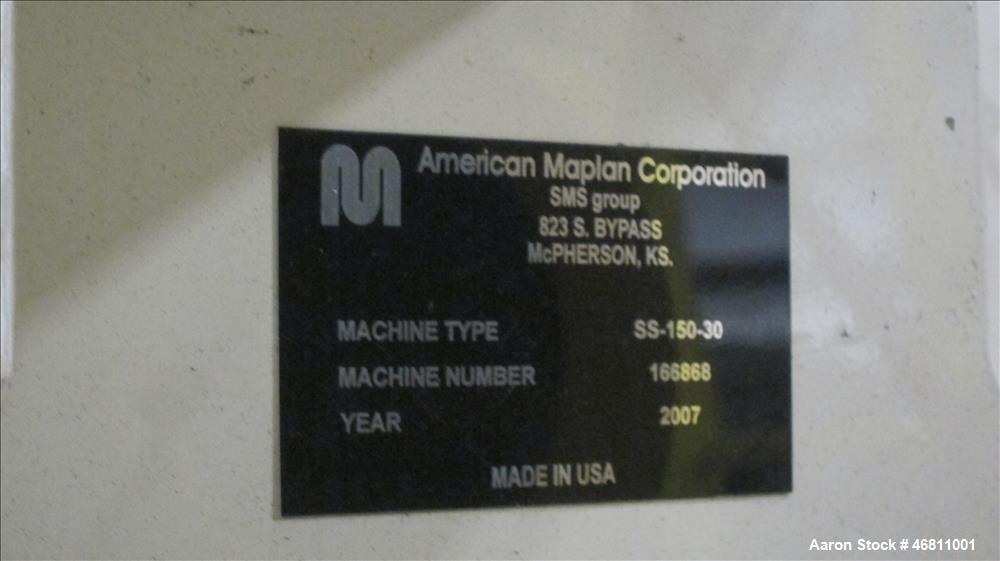 American Maplan Corporation
SMS group
823 S. BYPASS
McPHERSON, KS.
MACHINE TYPE SS-150-30
MACHINE NUMBER 166868
YEAR 2007
MADE IN USA
Aaron Stock # 46811001